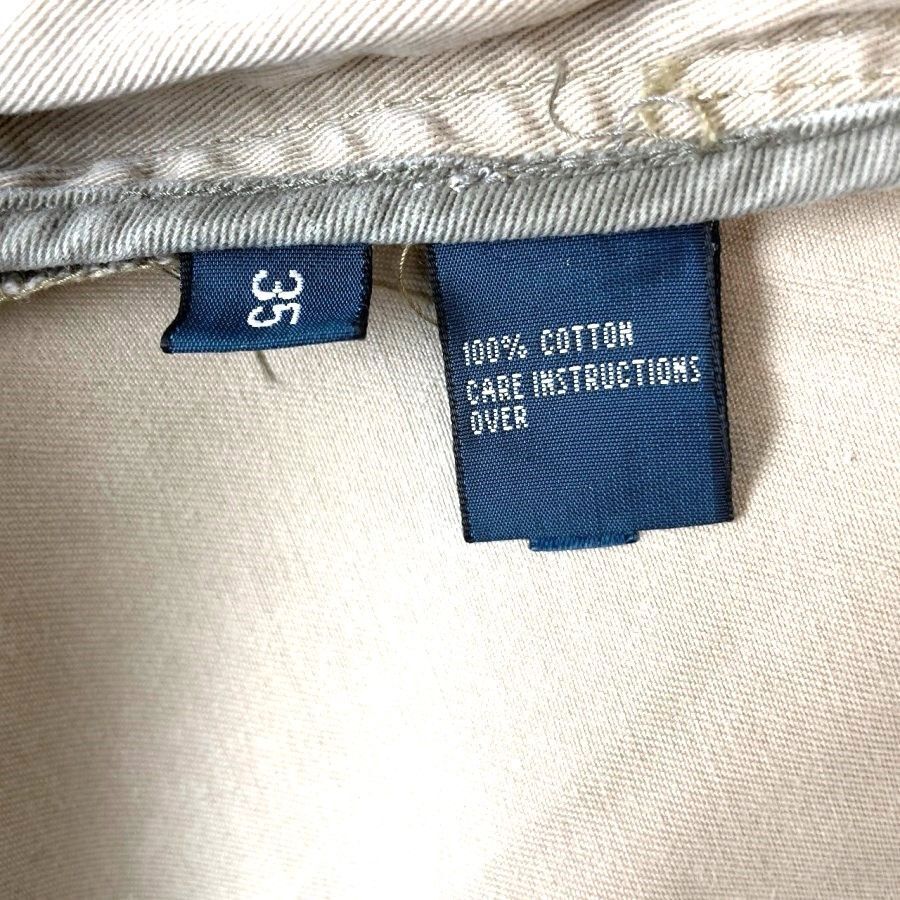 35
100% COTTON
CARE INSTRUCTIONS
OVER